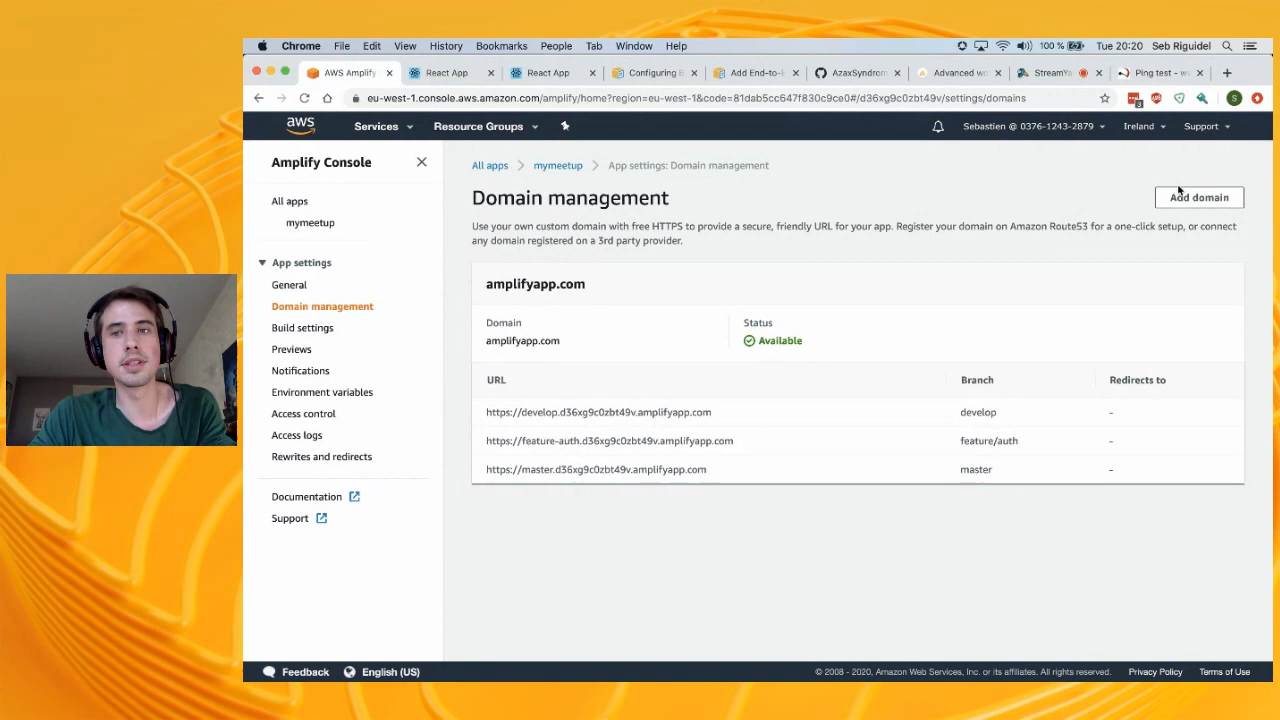 Chrome File Edit View History Bookmarks People Tab Window Help 100 % Tue 20:20 Seb Riguidel
AWS Amplify React App React App Configuring Add End-to- AzaxSyndrom Advanced wo StreamYa Ping test - w
eu-west-1.console.aws.amazon.com/amplify/home?region=eu-west-1&code=81dab5cc647f830c9ce0#/d36xg9c0zbt49v/settings/domains
aws Services Resource Groups Sebastien @ 0376-1243-2879 Ireland Support
Amplify Console
All apps
mymeetup
App settings
General
Domain management
Build settings
Previews
Notifications
Environment variables
Access control
Access logs
Rewrites and redirects
Documentation
Support
All apps mymeetup App settings: Domain management
Domain management
Add domain
Use your own custom domain with free HTTPS to provide a secure, friendly URL for your app. Register your domain on Amazon Route53 for a one-click setup, or connect
any domain registered on a 3rd party provider.
amplifyapp.com
Domain Status
amplifyapp.com Available
URL Branch Redirects to
https://develop.d36xg9c0zbt49v.amplifyapp.com develop -
https://feature-auth.d36xg9c0zbt49v.amplifyapp.com feature/auth -
https://master.d36xg9c0zbt49v.amplifyapp.com master -
Feedback English (US) © 2008 - 2020, Amazon Web Services, Inc. or its affiliates. All rights reserved. Privacy Policy Terms of Use